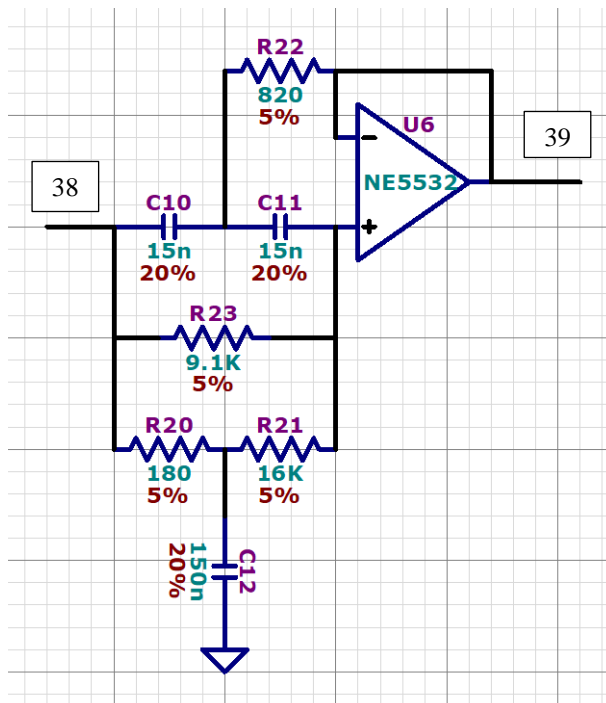 R22
820
5%
U6
−
39
NE5532
38
C10
C11
+
15n
15n
20%
20%
R23
9.1K
5%
R20
R21
180
16K
5%
5%
C12
150n
20%